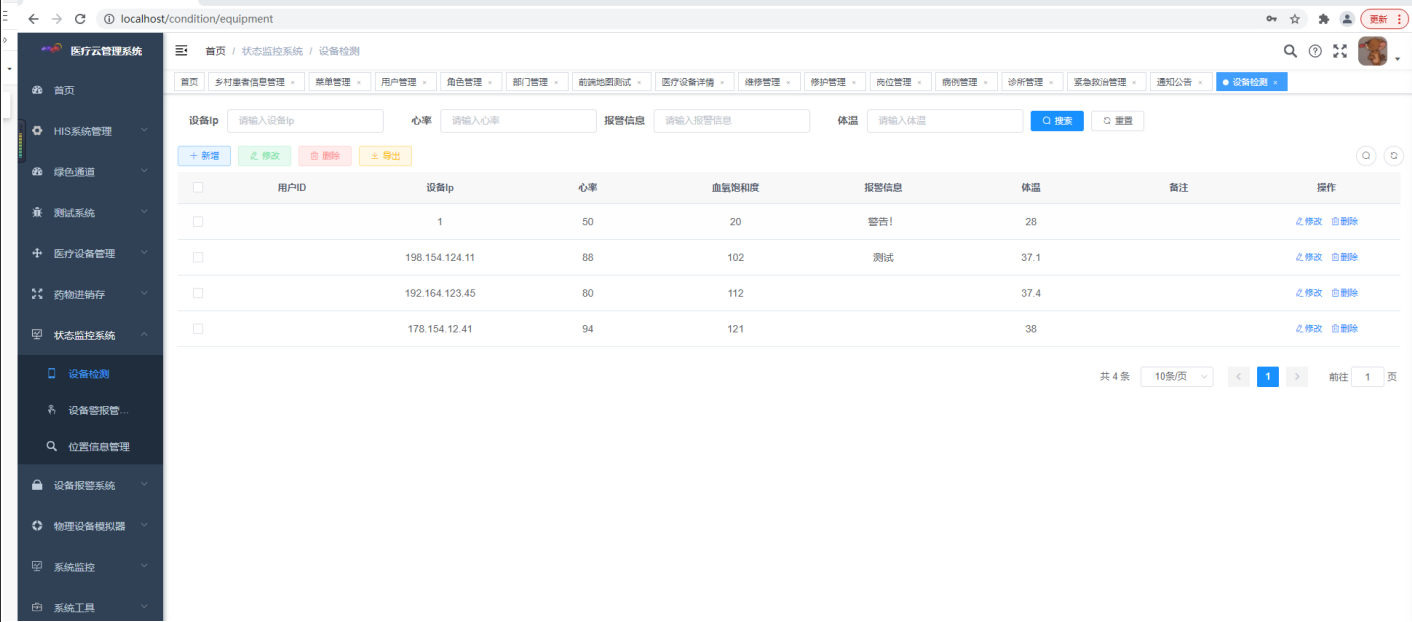 localhost/condition/equipment
更新
医疗云管理系统
首页 / 状态监控系统 / 设备检测
首页 乡村患者信息管理 × 菜单管理 × 用户管理 × 角色管理 × 部门管理 × 前端地图测试 × 医疗设备详情 × 维修管理 × 修护管理 × 岗位管理 × 病例管理 × 诊所管理 × 紧急救治管理 × 通知公告 × 设备检测 ×
首页
HIS系统管理
绿色通道
测试系统
医疗设备管理
药物进销存
状态监控系统
设备检测
设备警报管...
位置信息管理
设备报警系统
物理设备模拟器
系统监控
系统工具
设备Ip 请输入设备Ip 心率 请输入心率 报警信息 请输入报警信息 体温 请输入体温 搜索 重置
+ 新增 修改 删除 导出
用户ID 设备Ip 心率 血氢饱和度 报警信息 体温 备注 操作
1 50 20 警告! 28 修改 删除
198.154.124.11 88 102 测试 37.1 修改 删除
192.164.123.45 80 112 37.4 修改 删除
178.154.12.41 94 121 38 修改 删除
共 4 条 10条/页 < 1 > 前往 1 页